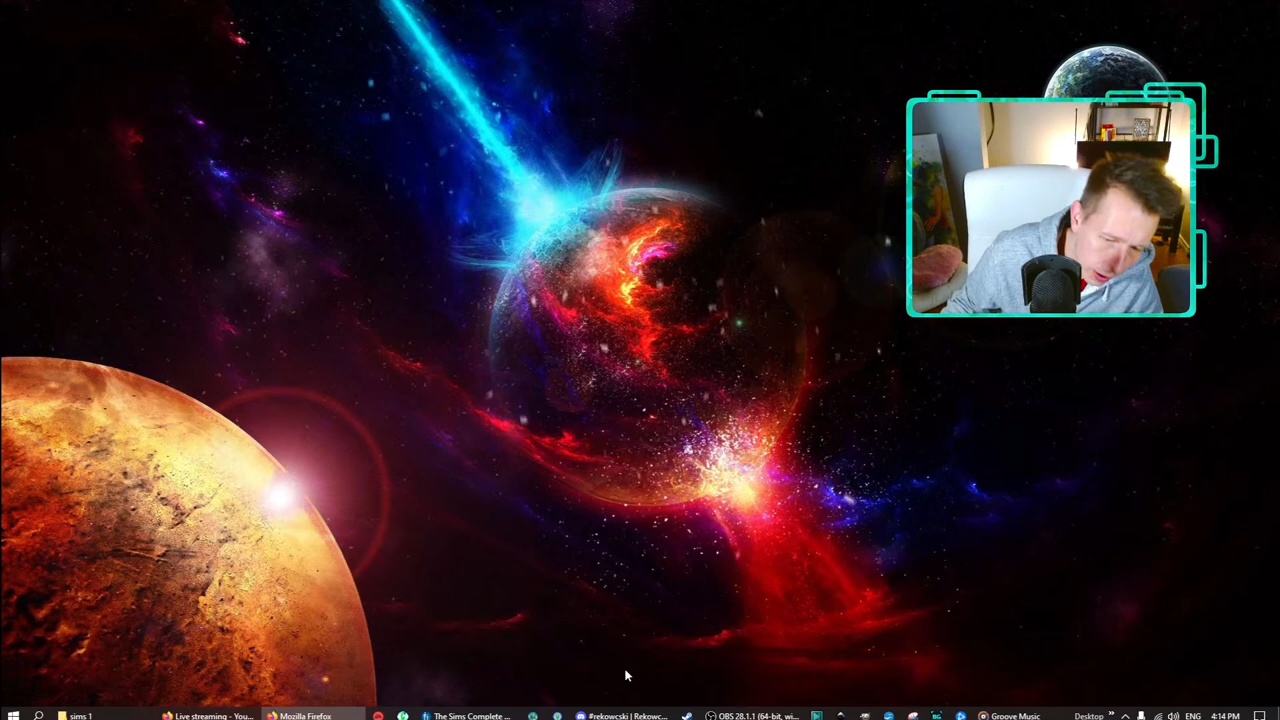 sims 1
Live streaming - You...
Mozilla Firefox
The Sims Complete ...
#rekowcski | Rekowc...
OBS 28.1.1 (64-bit, wi...
Groove Music
Desktop
ENG
4:14 PM